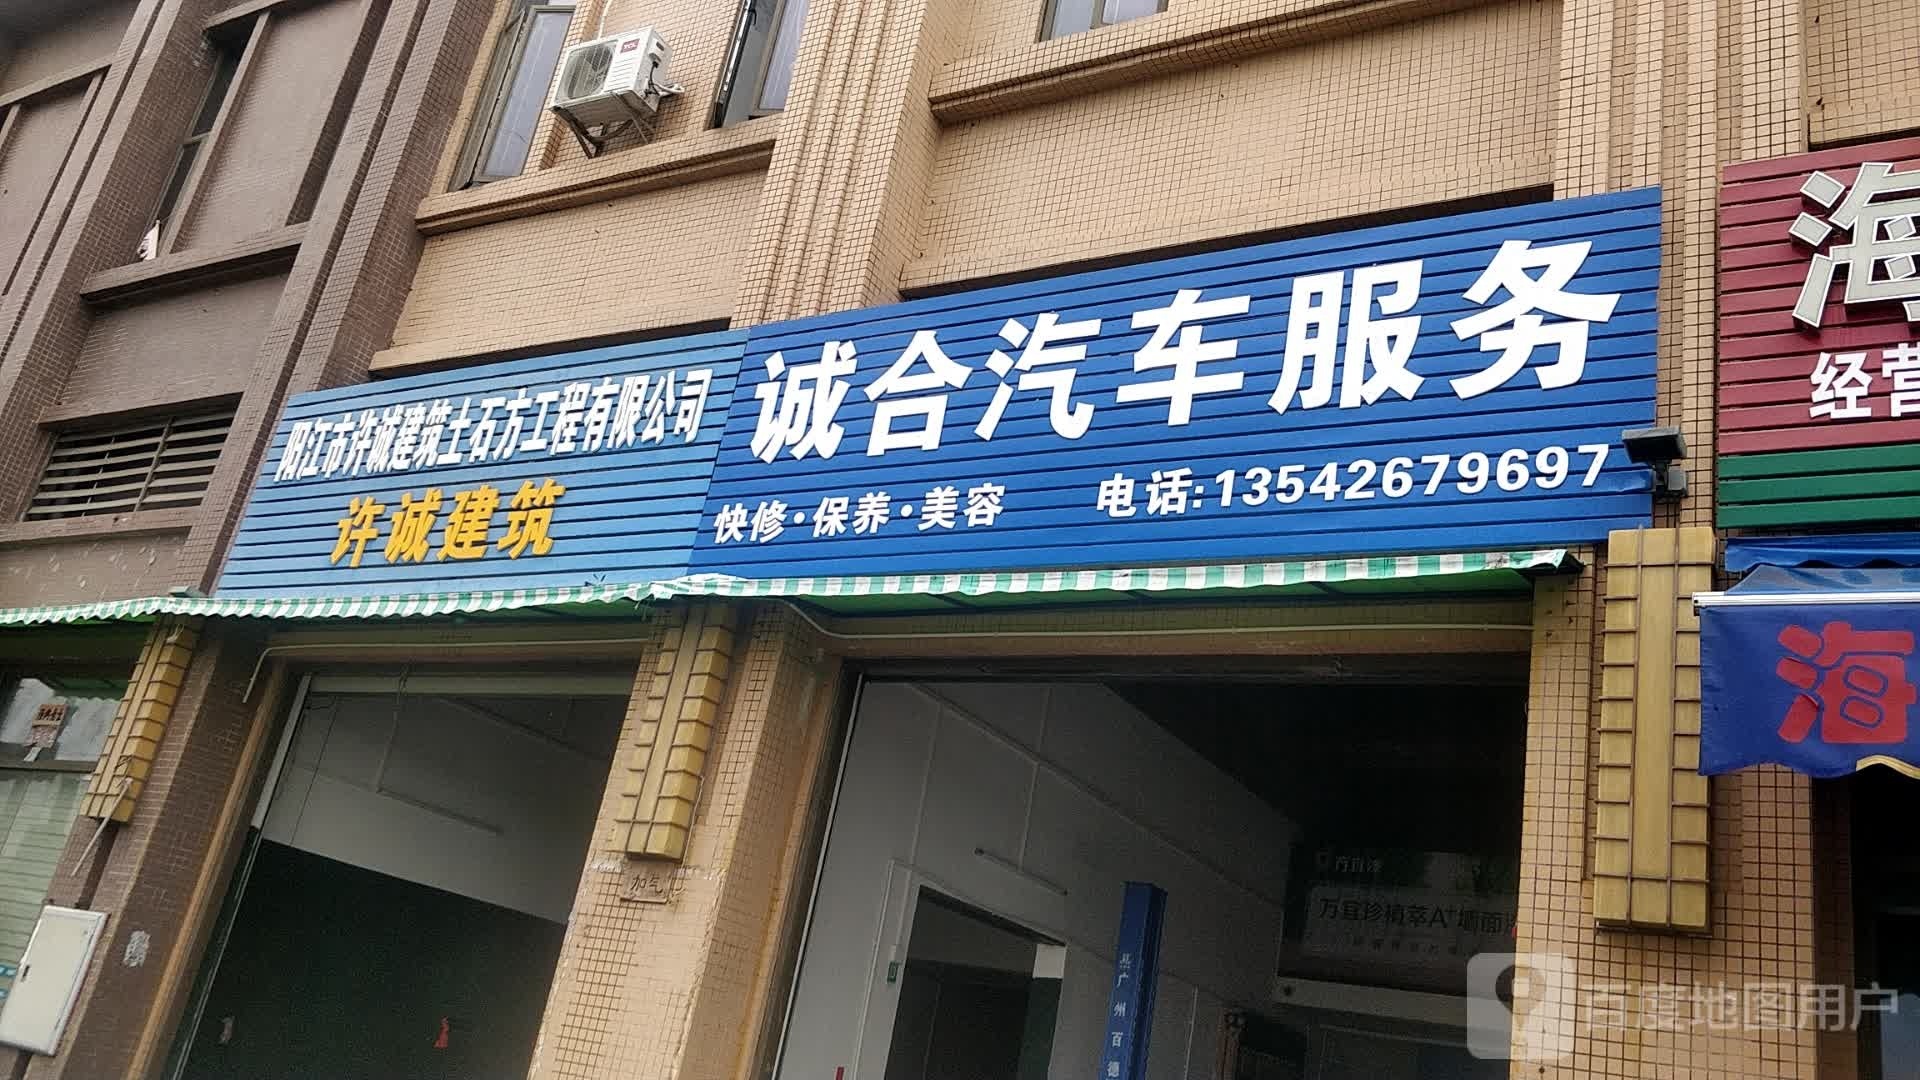 TCL
阳江市许诚建筑土石方工程有限公司
许诚建筑
诚合汽车服务
快修·保养·美容 电话:13542679697
海
经营
海
加气
万宜珍植萃A+墙面
广州百德
百度地图用户